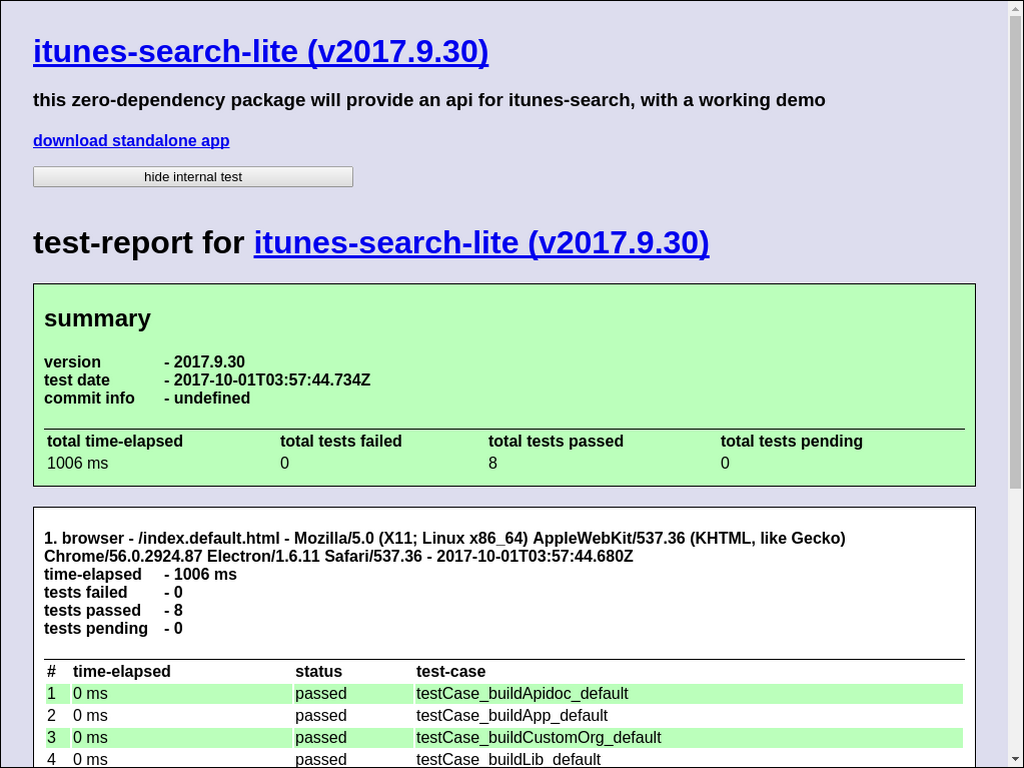 itunes-search-lite (v2017.9.30)
this zero-dependency package will provide an api for itunes-search, with a working demo
download standalone app
hide internal test
test-report for itunes-search-lite (v2017.9.30)
summary
version - 2017.9.30
test date - 2017-10-01T03:57:44.734Z
commit info - undefined
total time-elapsed total tests failed total tests passed total tests pending
1006 ms 0 8 0
1. browser - /index.default.html - Mozilla/5.0 (X11; Linux x86_64) AppleWebKit/537.36 (KHTML, like Gecko)
Chrome/56.0.2924.87 Electron/1.6.11 Safari/537.36 - 2017-10-01T03:57:44.680Z
time-elapsed - 1006 ms
tests failed - 0
tests passed - 8
tests pending - 0
# time-elapsed status test-case
1 0 ms passed testCase_buildApidoc_default
2 0 ms passed testCase_buildApp_default
3 0 ms passed testCase_buildCustomOrg_default
4 0 ms passed testCase_buildLib_default